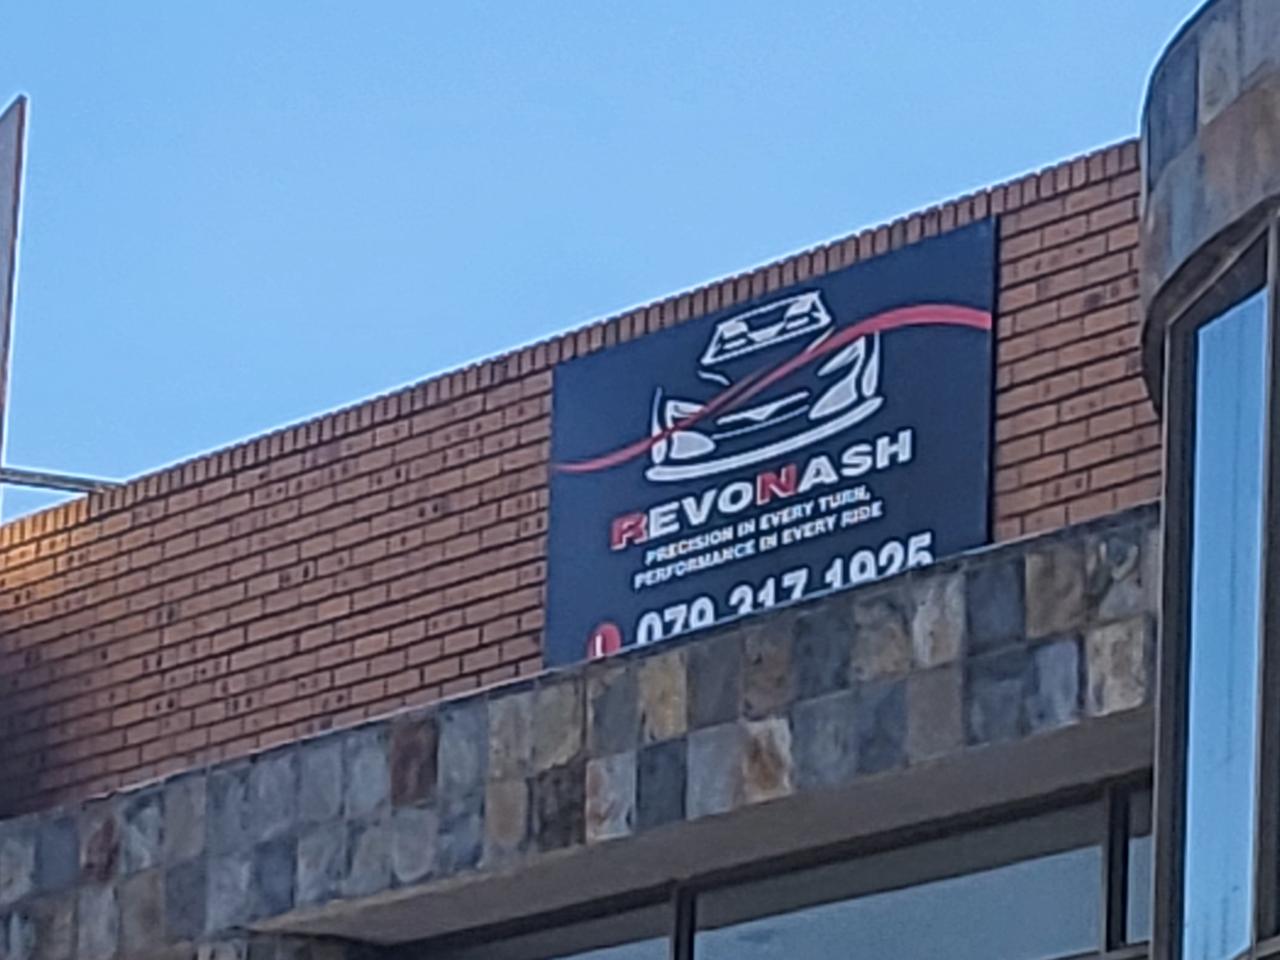 REVONASH
PRECISION IN EVERY TURN,
PERFORMANCE IN EVERY RIDE
079 317 1925